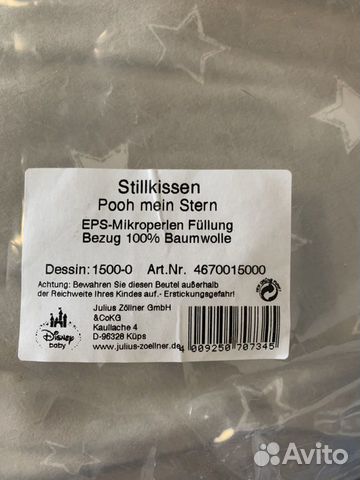 Stillkissen
Pooh mein Stern
EPS-Mikroperlen Füllung
Bezug 100% Baumwolle
Dessin: 1500-0 Art.Nr. 4670015000
Achtung: Bewahren Sie diesen Beutel außerhalb
der Reichweite Ihres Kindes auf.- Erstickungsgefahr!
Julius Zöllner GmbH
&CoKG
Kaullache 4
D-96328 Küps
www.julius-zoellner.de
Disney
baby
4 009250 707345
Avito